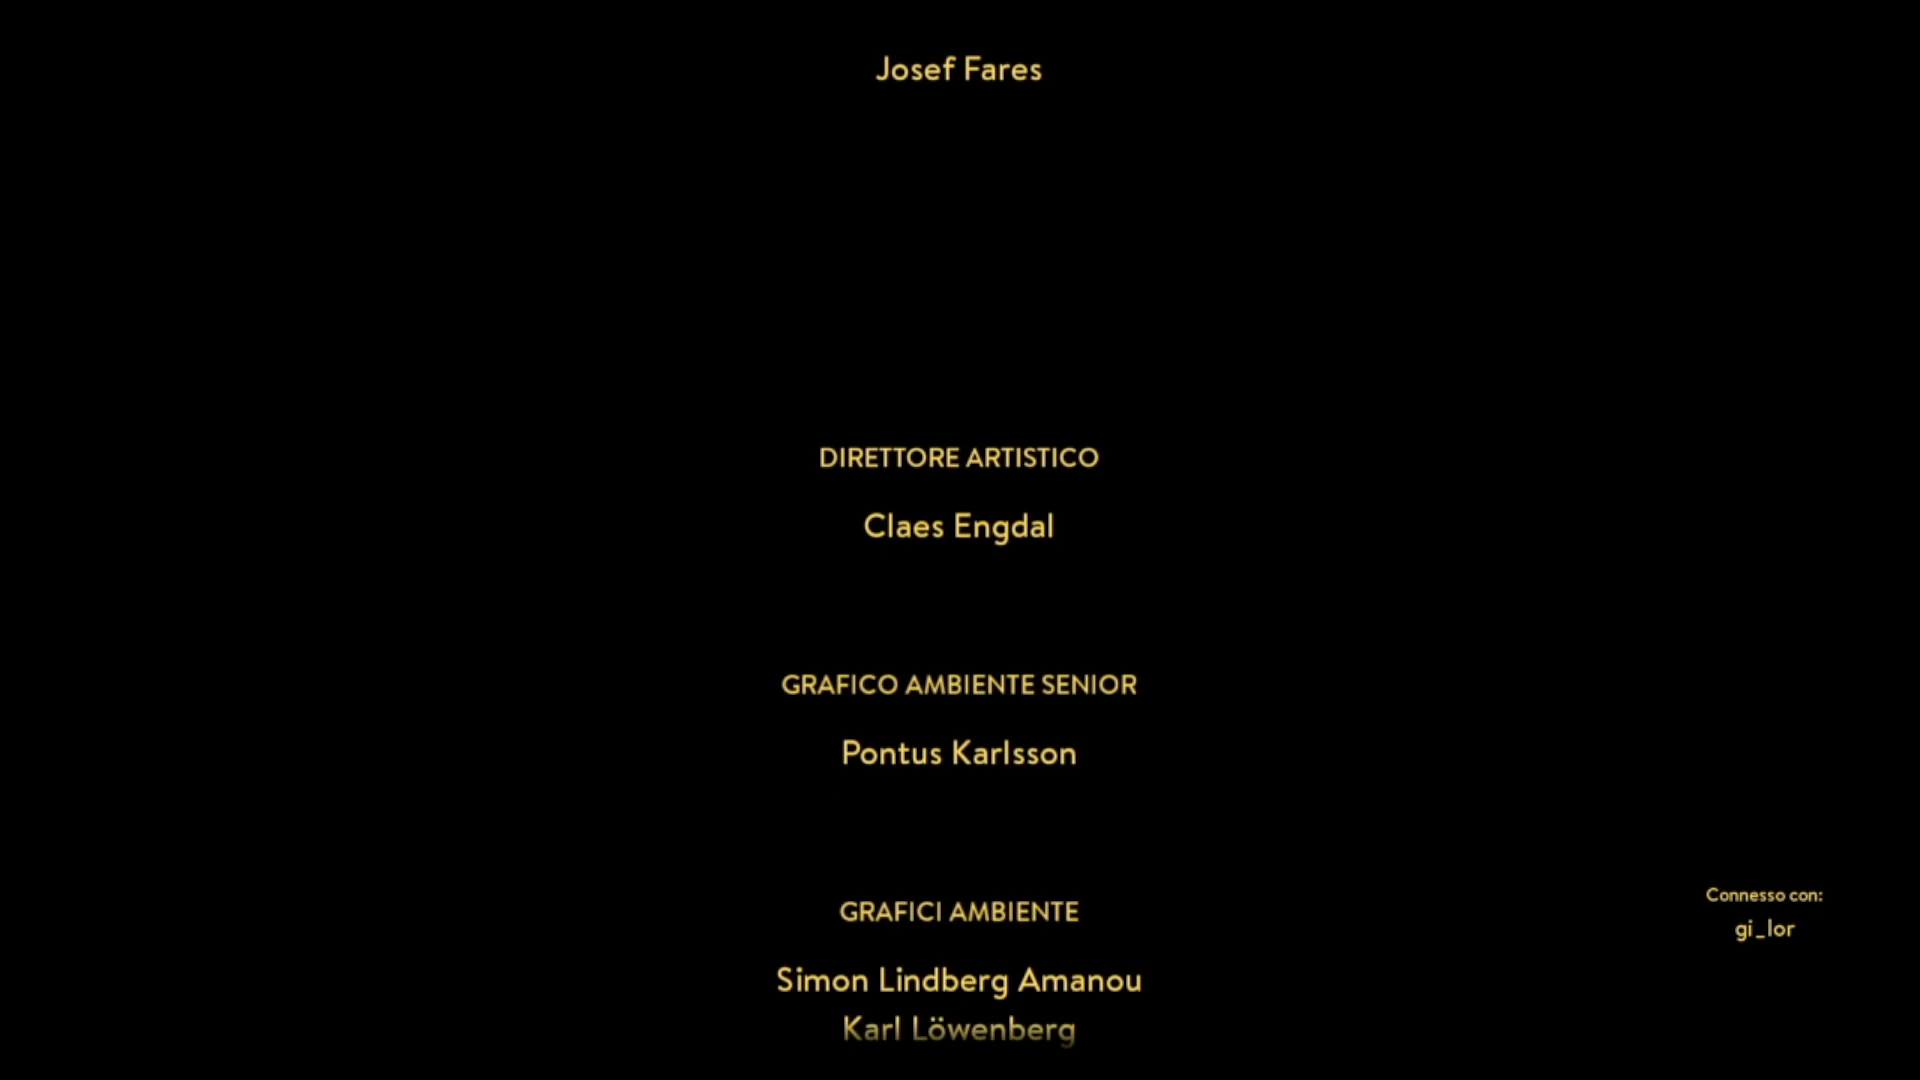 Josef Fares
DIRETTORE ARTISTICO
Claes Engdal
GRAFICO AMBIENTE SENIOR
Pontus Karlsson
GRAFICI AMBIENTE
Simon Lindberg Amanou
Karl Löwenberg
Connesso con:
gi_lor